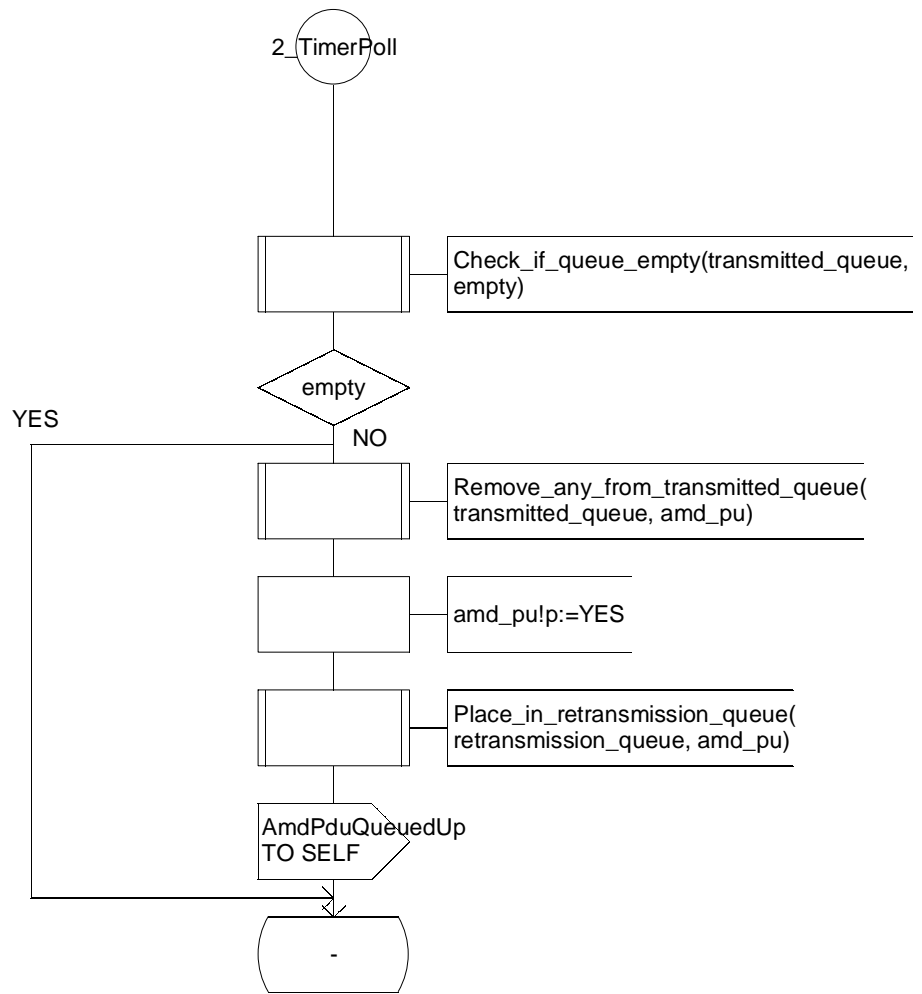 2_TimerPoll
Check_if_queue_empty(transmitted_queue,
empty)
empty
YES
NO
Remove_any_from_transmitted_queue(
transmitted_queue, amd_pu)
amd_pu!p:=YES
Place_in_retransmission_queue(
retransmission_queue, amd_pu)
AmdPduQueuedUp
TO SELF
-